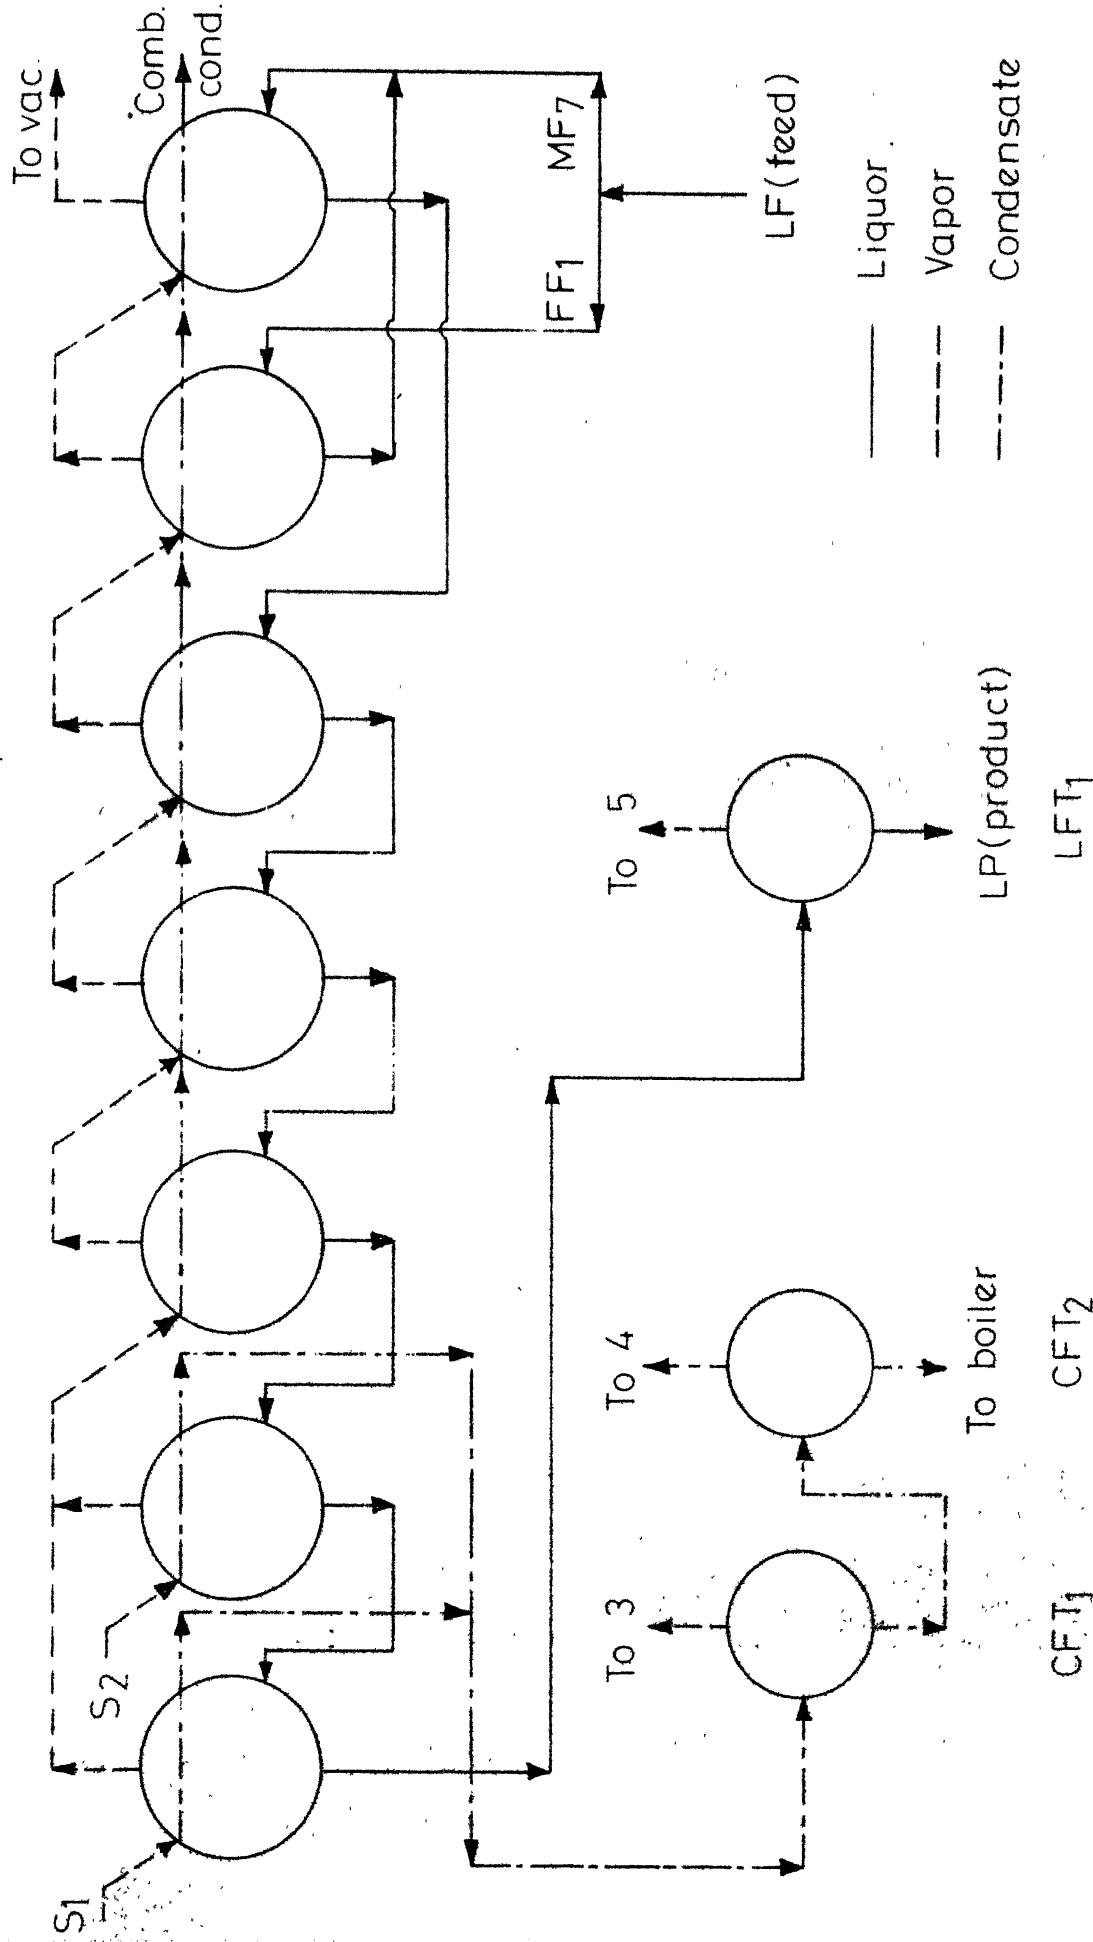 S1
S2
To vac.
Comb.
cond.
To 3
To 4
To 5
FF1
MF7
LF(feed)
To boiler
LP(product)
CFT1
CFT2
LFT1
Liquor
Vapor
Condensate